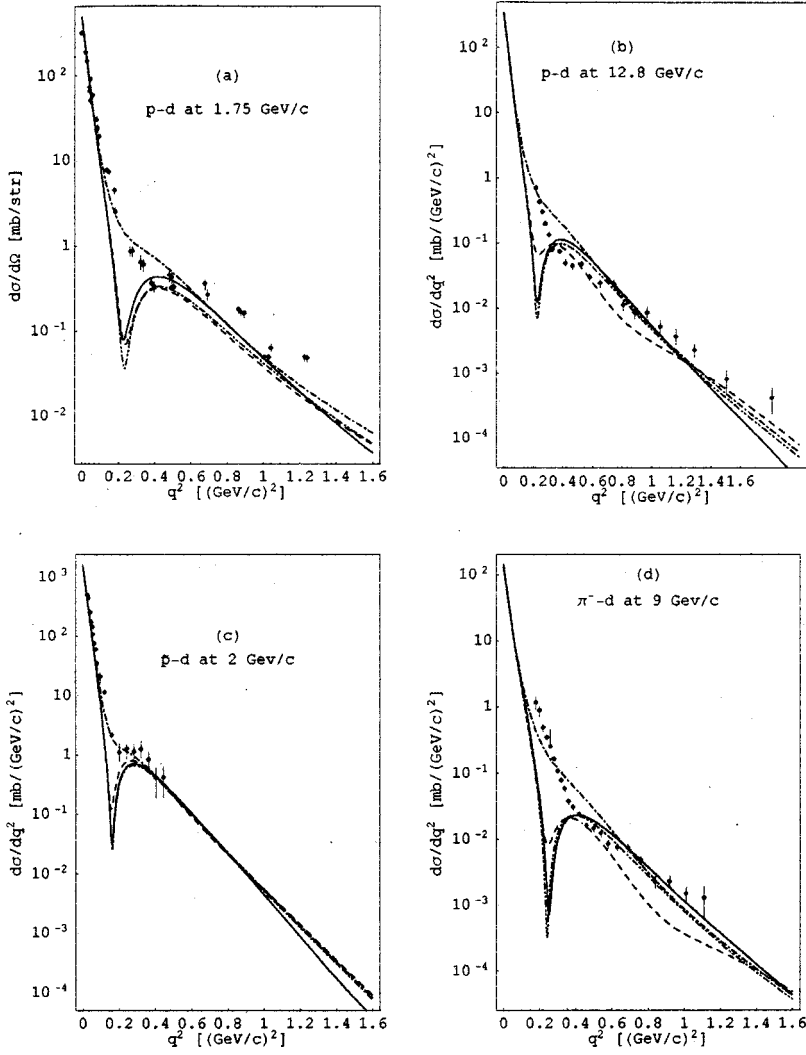 (a)
p-d at 1.75 GeV/c
dσ/dΩ [mb/str]
10²
10
1
10⁻¹
10⁻²
0 0.2 0.4 0.6 0.8 1 1.2 1.4 1.6
q² [(GeV/c)²]
(b)
p-d at 12.8 GeV/c
dσ/dq² [mb/(GeV/c)²]
10²
10
1
10⁻¹
10⁻²
10⁻³
10⁻⁴
0 0.20.40.60.8 1 1.21.41.6
q² [(GeV/c)²]
(c)
p̄-d at 2 Gev/c
dσ/dq² [mb/(GeV/c)²]
10³
10²
10
1
10⁻¹
10⁻²
10⁻³
10⁻⁴
0 0.2 0.4 0.6 0.8 1 1.2 1.4 1.6
q² [(GeV/c)²]
(d)
π⁻-d at 9 Gev/c
dσ/dq² [mb/(GeV/c)²]
10²
10
1
10⁻¹
10⁻²
10⁻³
10⁻⁴
0 0.2 0.4 0.6 0.8 1 1.2 1.4 1.6
q² [(GeV/c)²]